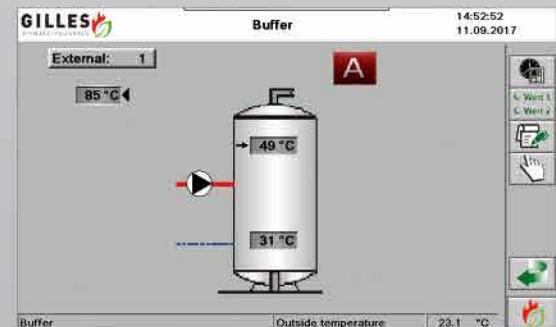 GILLES
Buffer
14:52:52
11.09.2017
External: 1
A
85 °C
49 °C
31 °C
Buffer
Outside temperature 23.1 °C